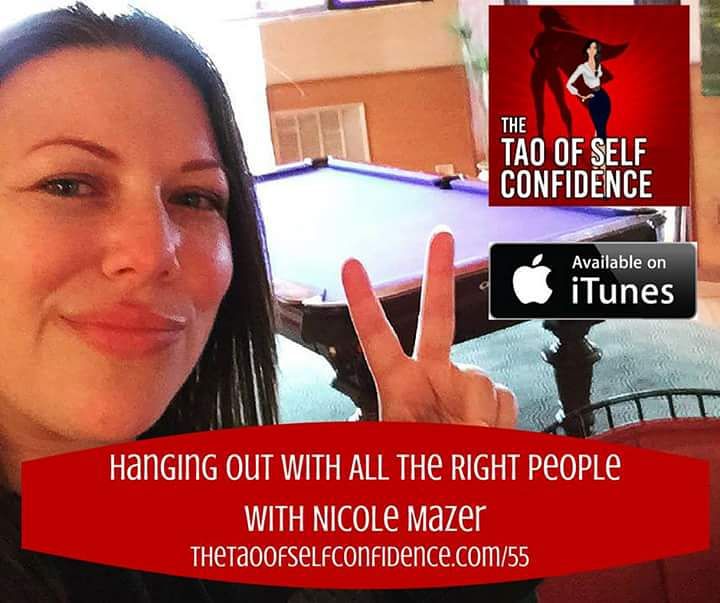 THE
TAO OF SELF
CONFIDENCE
Available on
iTunes
HANGING OUT WITH ALL THE RIGHT PEOPLE
WITH NICOLE MAZER
THETAOOFSELFCONFIDENCE.COM/55